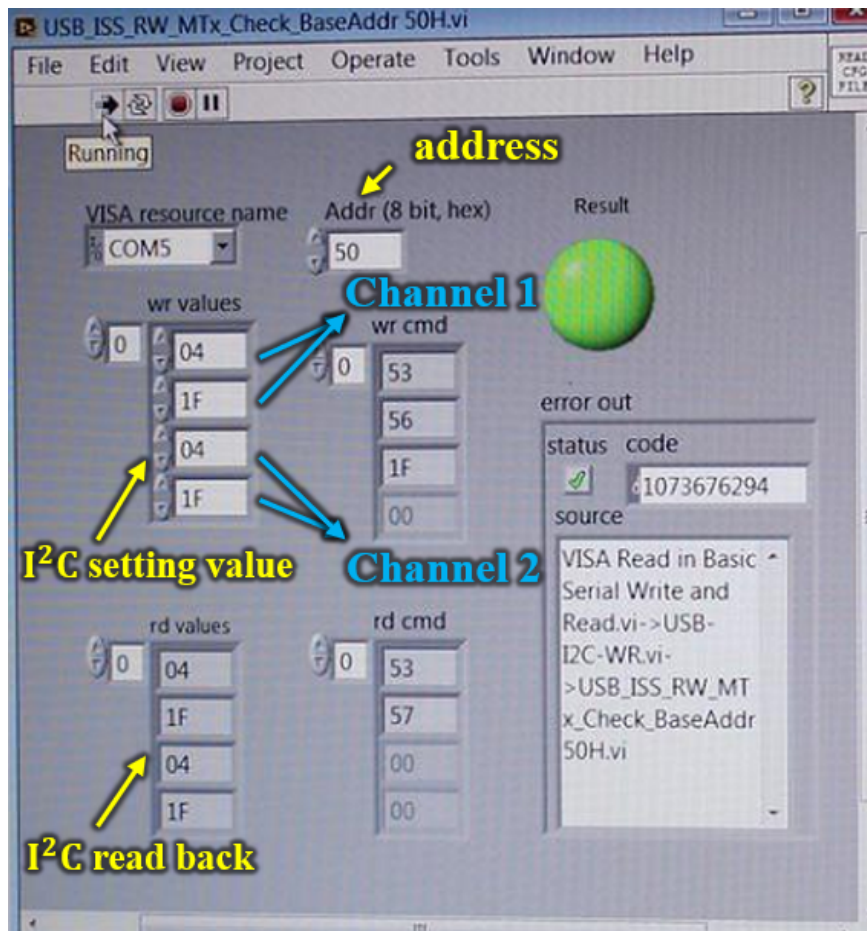 USB_ISS_RW_MTx_Check_BaseAddr 50H.vi
File Edit View Project Operate Tools Window Help
READ
CFG
FILE
Running
address
VISA resource name
Addr (8 bit, hex)
Result
COM5
50
Channel 1
wr values
wr cmd
0
04
1F
04
1F
0
53
56
1F
00
I²C setting value
Channel 2
error out
status code
1073676294
source
VISA Read in Basic
Serial Write and
Read.vi->USB-
I2C-WR.vi-
>USB_ISS_RW_MT
x_Check_BaseAddr
50H.vi
rd values
rd cmd
0
04
1F
04
1F
0
53
57
00
00
I²C read back